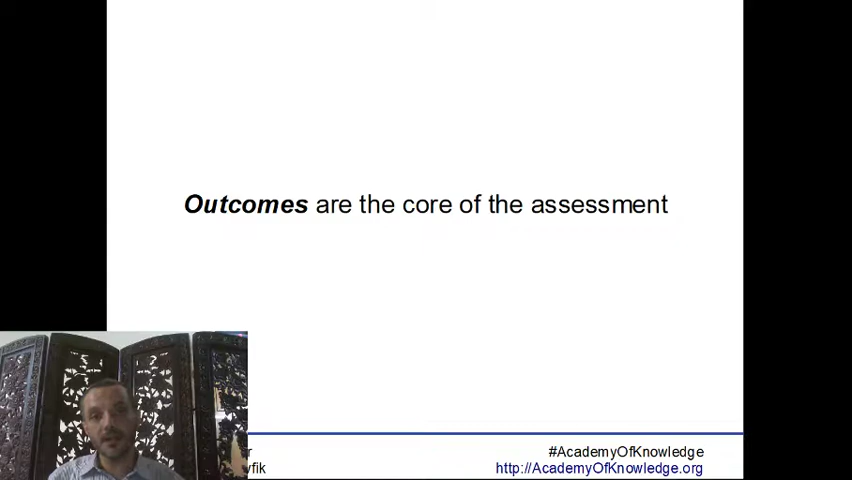 Outcomes are the core of the assessment
#AcademyOfKnowledge
http://AcademyOfKnowledge.org